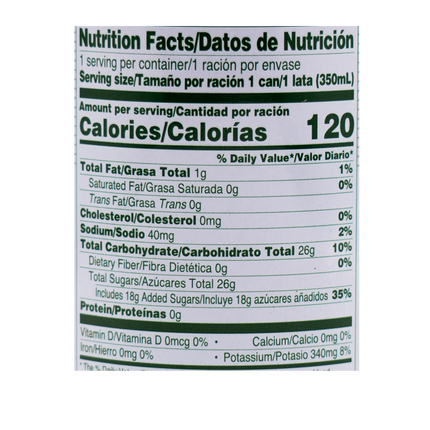 Nutrition Facts/Datos de Nutrición
1 serving per container/1 ración por envase
Serving size/Tamaño por ración 1 can/1 lata (350mL)
Amount per serving/Cantidad por ración
Calories/Calorías 120
% Daily Value*/Valor Diario*
Total Fat/Grasa Total 1g 1%
Saturated Fat/Grasa Saturada 0g 0%
Trans Fat/Grasa Trans 0g
Cholesterol/Colesterol 0mg 0%
Sodium/Sodio 40mg 2%
Total Carbohydrate/Carbohidrato Total 26g 10%
Dietary Fiber/Fibra Dietética 0g 0%
Total Sugars/Azúcares Total 26g
Includes 18g Added Sugars/Incluye 18g azúcares añadidos 35%
Protein/Proteínas 0g
Vitamin D/Vitamina D 0mcg 0% • Calcium/Calcio 0mg 0%
Iron/Hierro 0mg 0% • Potassium/Potasio 340mg 8%